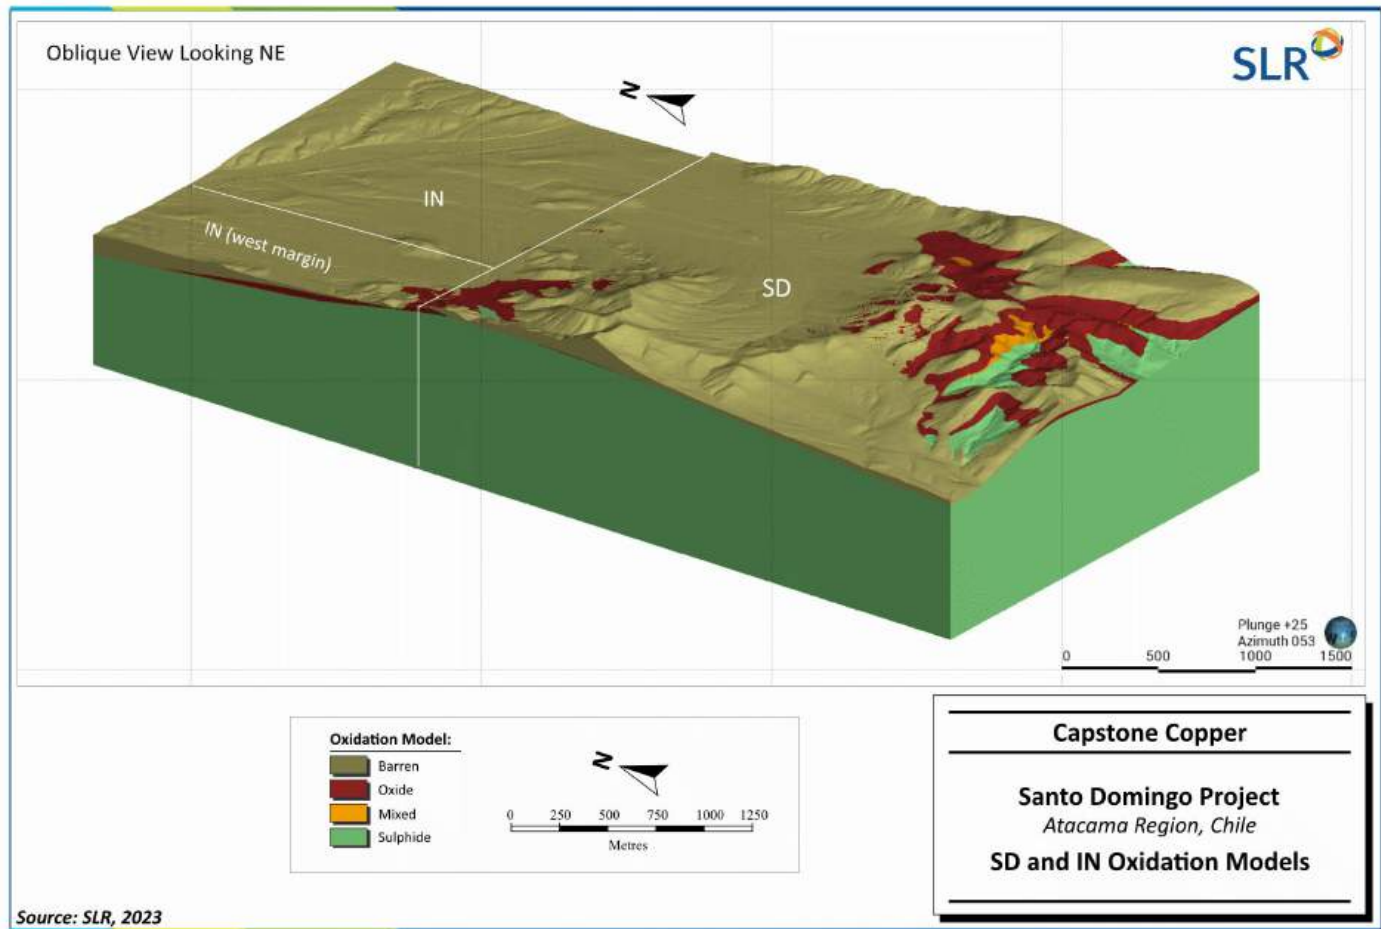 Oblique View Looking NE
SLR
N
IN
IN (west margin)
SD
Plunge +25
Azimuth 053
0 500 1000 1500
Oxidation Model:
Barren
Oxide
Mixed
Sulphide
N
0 250 500 750 1000 1250
Metres
Capstone Copper
Santo Domingo Project
Atacama Region, Chile
SD and IN Oxidation Models
Source: SLR, 2023